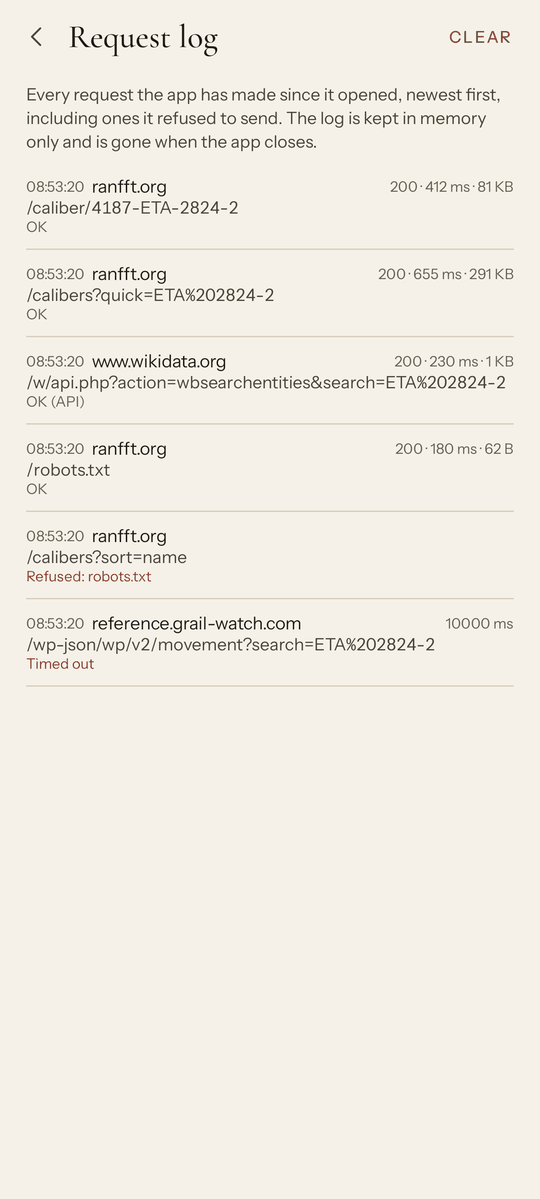 Request log
CLEAR
Every request the app has made since it opened, newest first,
including ones it refused to send. The log is kept in memory
only and is gone when the app closes.
08:53:20 ranfft.org 200 · 412 ms · 81 KB
/caliber/4187-ETA-2824-2
OK
08:53:20 ranfft.org 200 · 655 ms · 291 KB
/calibers?quick=ETA%202824-2
OK
08:53:20 www.wikidata.org 200 · 230 ms · 1 KB
/w/api.php?action=wbsearchentities&search=ETA%202824-2
OK (API)
08:53:20 ranfft.org 200 · 180 ms · 62 B
/robots.txt
OK
08:53:20 ranfft.org
/calibers?sort=name
Refused: robots.txt
08:53:20 reference.grail-watch.com 10000 ms
/wp-json/wp/v2/movement?search=ETA%202824-2
Timed out